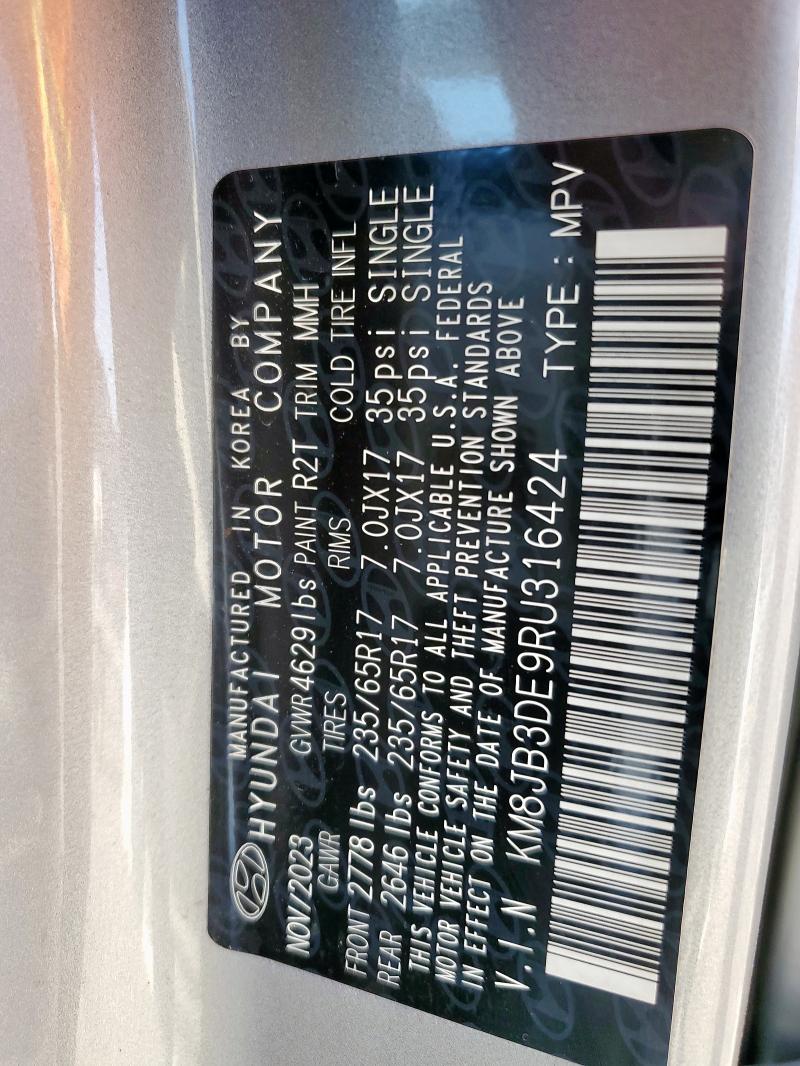 MANUFACTURED IN KOREA BY
HYUNDAI MOTOR COMPANY
NOV/2023 GVWR 4629 lbs PAINT R2T TRIM MMH
GAWR TIRES RIMS COLD TIRE INFL
FRONT 2778 lbs 235/65R17 7.0JX17 35psi SINGLE
REAR 2646 lbs 235/65R17 7.0JX17 35psi SINGLE
THIS VEHICLE CONFORMS TO ALL APPLICABLE U.S.A. FEDERAL
MOTOR VEHICLE SAFETY AND THEFT PREVENTION STANDARDS
IN EFFECT ON THE DATE OF MANUFACTURE SHOWN ABOVE
V.I.N KM8JB3DE9RU316424 TYPE : MPV